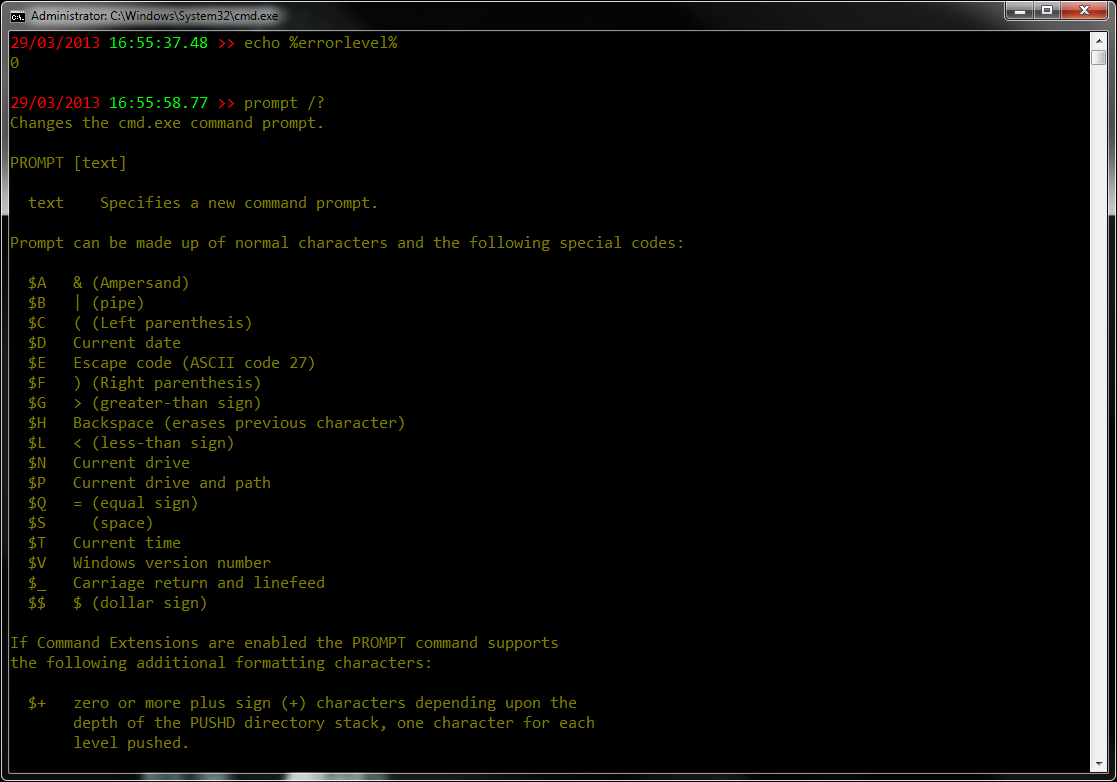 Administrator: C:\Windows\System32\cmd.exe
29/03/2013 16:55:37.48 >> echo %errorlevel%
0
29/03/2013 16:55:58.77 >> prompt /?
Changes the cmd.exe command prompt.
PROMPT [text]
text    Specifies a new command prompt.
Prompt can be made up of normal characters and the following special codes:
$A   & (Ampersand)
$B   | (pipe)
$C   ( (Left parenthesis)
$D   Current date
$E   Escape code (ASCII code 27)
$F   ) (Right parenthesis)
$G   > (greater-than sign)
$H   Backspace (erases previous character)
$L   < (less-than sign)
$N   Current drive
$P   Current drive and path
$Q   = (equal sign)
$S     (space)
$T   Current time
$V   Windows version number
$_   Carriage return and linefeed
$$   $ (dollar sign)
If Command Extensions are enabled the PROMPT command supports
the following additional formatting characters:
$+   zero or more plus sign (+) characters depending upon the
depth of the PUSHD directory stack, one character for each
level pushed.